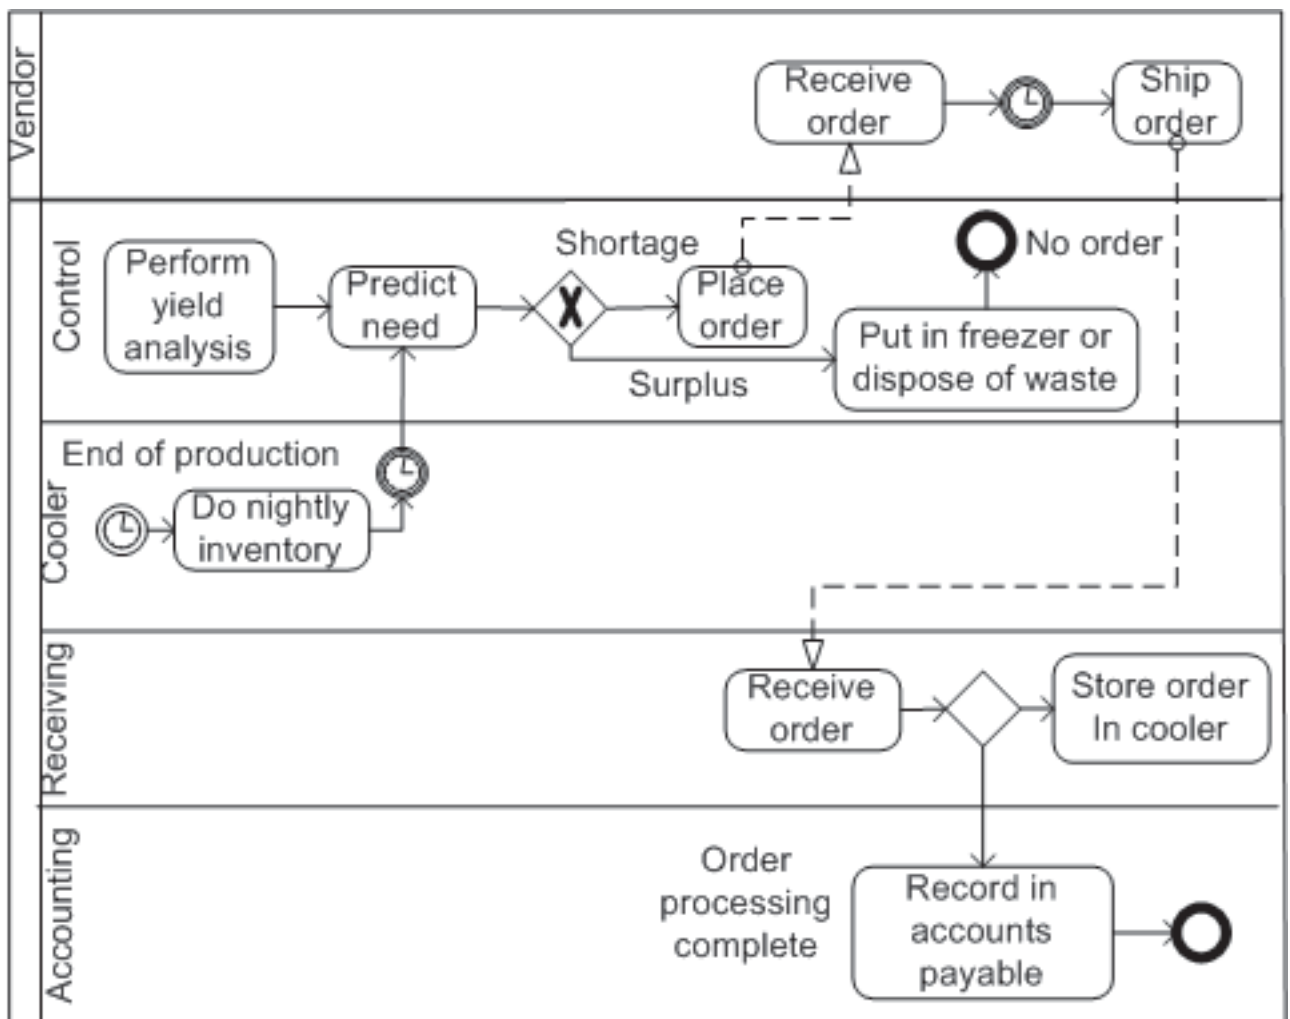 Vendor
Receive
order
Ship
order
Control
Perform
yield
analysis
Predict
need
Shortage
X
Place
order
Surplus
No order
Put in freezer or
dispose of waste
Cooler
End of production
Do nightly
inventory
Receiving
Receive
order
Store order
In cooler
Accounting
Order
processing
complete
Record in
accounts
payable